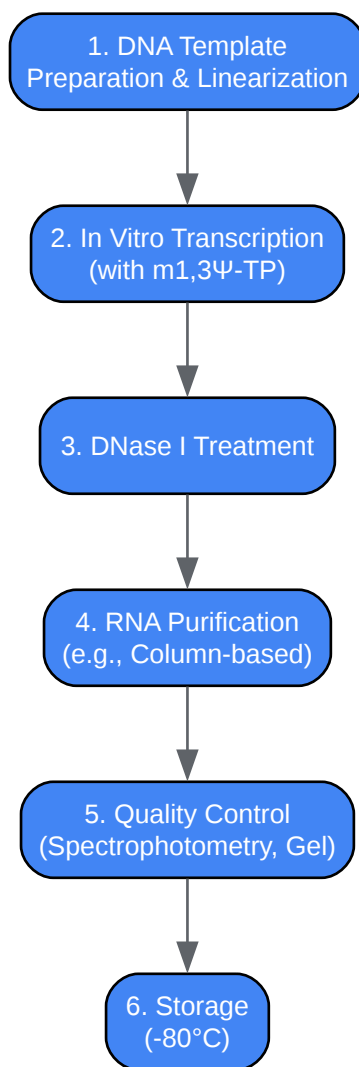 1. DNA Template
Preparation & Linearization
2. In Vitro Transcription
(with m1,3Ψ-TP)
3. DNase I Treatment
4. RNA Purification
(e.g., Column-based)
5. Quality Control
(Spectrophotometry, Gel)
6. Storage
(-80°C)